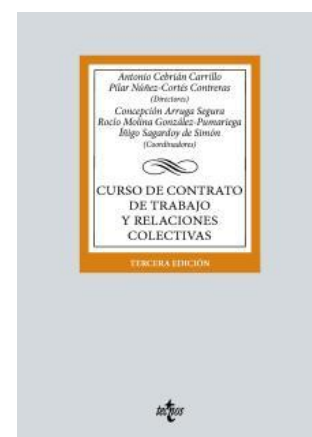 Antonio Cebrián Carrillo
Pilar Núñez-Cortés Contreras
(Directores)
Concepción Arruga Segura
Rocío Molina González-Pumariega
Íñigo Sagardoy de Simón
(Coordinadores)
CURSO DE CONTRATO
DE TRABAJO
Y RELACIONES
COLECTIVAS
TERCERA EDICIÓN
tecnos